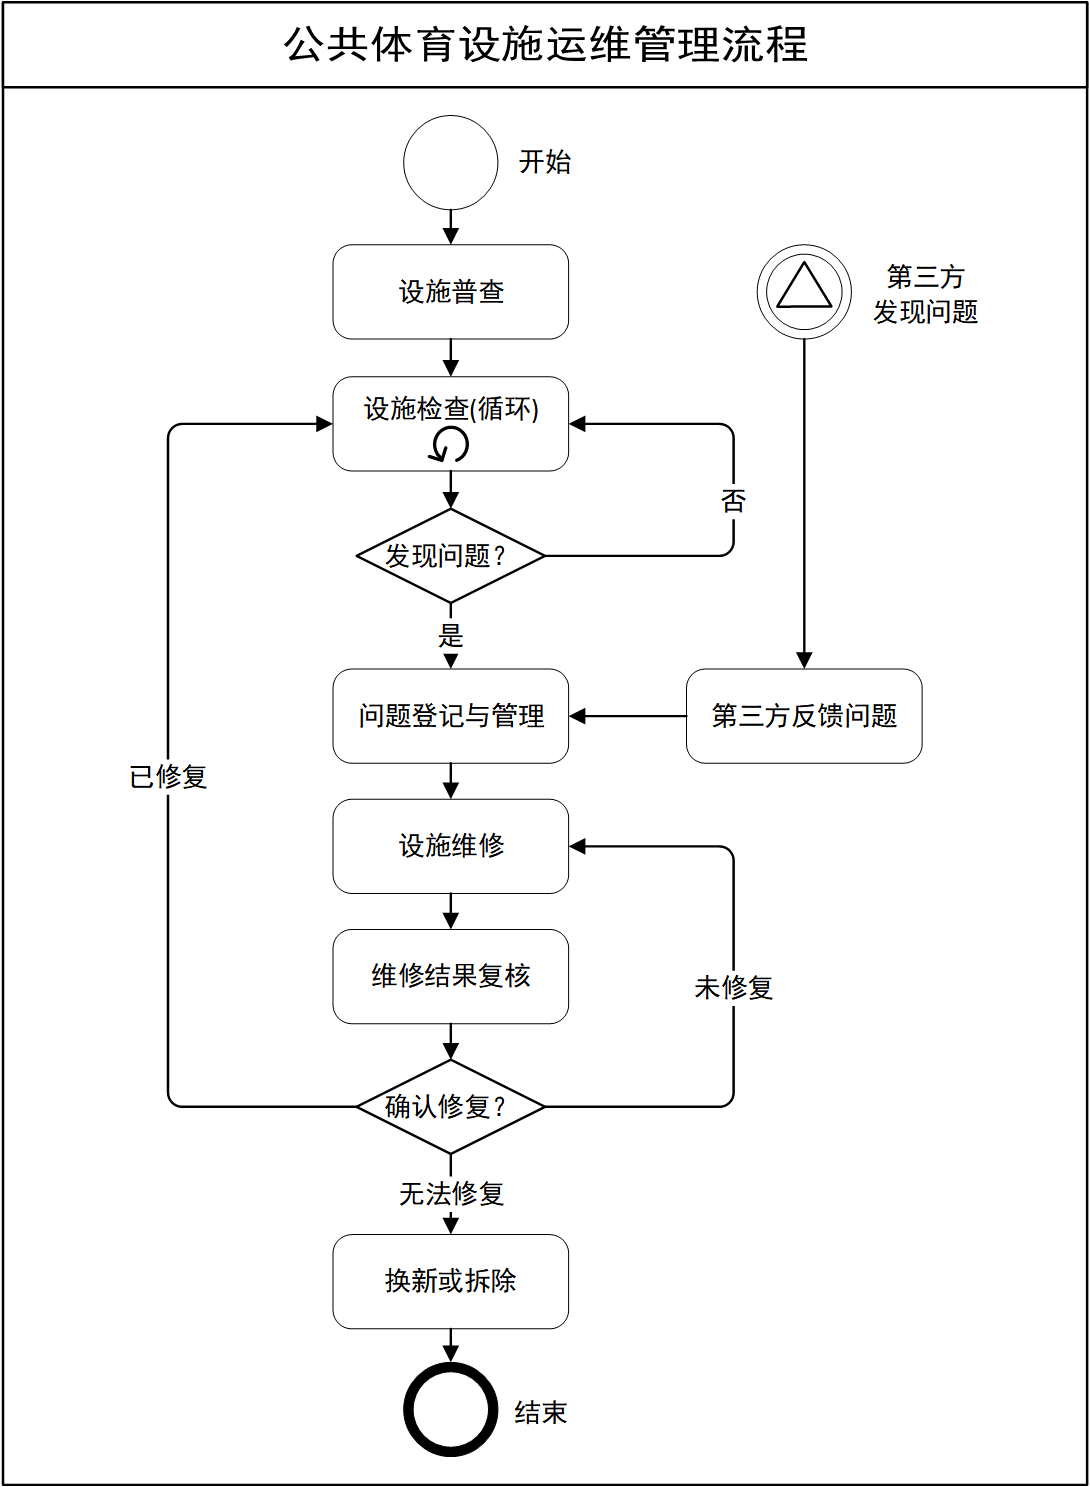 公共体育设施运维管理流程
开始
设施普查
第三方
发现问题
设施检查(循环)
否
发现问题?
是
问题登记与管理
第三方反馈问题
已修复
设施维修
维修结果复核
未修复
确认修复?
无法修复
换新或拆除
结束